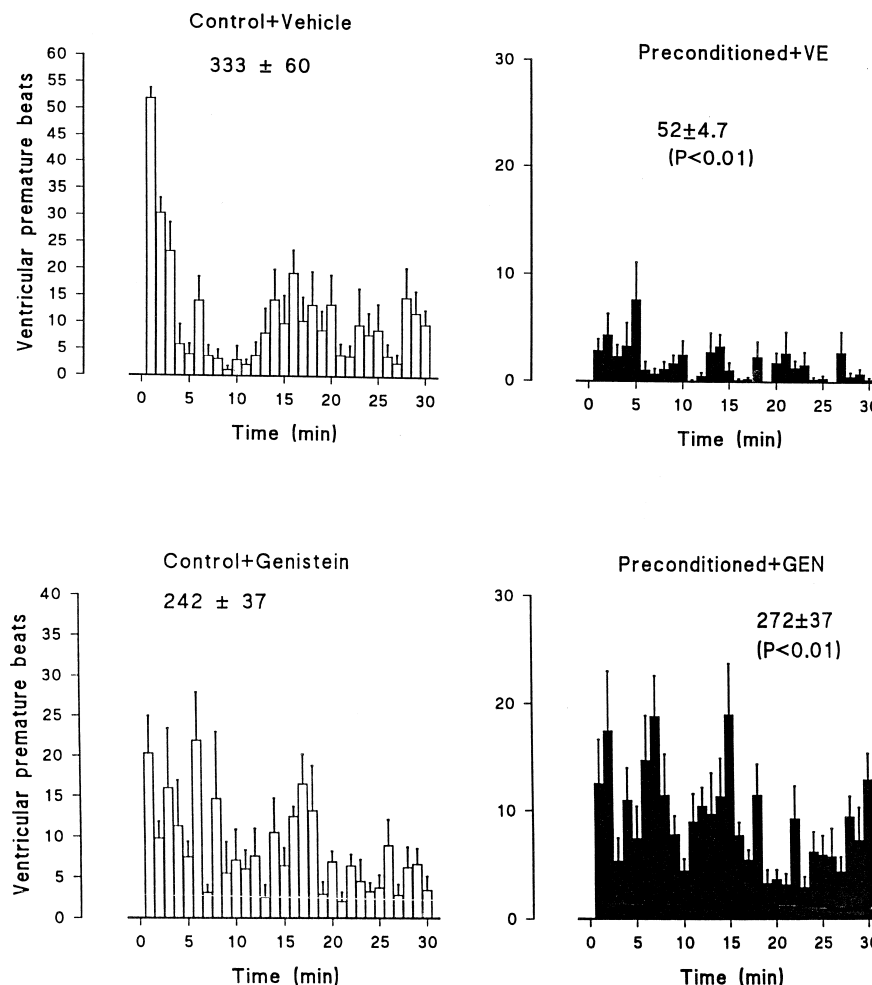 Control+Vehicle
333 ± 60
Ventricular premature beats
60
55
50
45
40
35
30
25
20
15
10
5
0
0 5 10 15 20 25 30
Time (min)
Preconditioned+VE
52±4.7
(P<0.01)
30
20
10
0
0 5 10 15 20 25 30
Time (min)
Control+Genistein
242 ± 37
Ventricular premature beats
40
35
30
25
20
15
10
5
0
0 5 10 15 20 25 30
Time (min)
Preconditioned+GEN
272±37
(P<0.01)
30
20
10
0
0 5 10 15 20 25 30
Time (min)